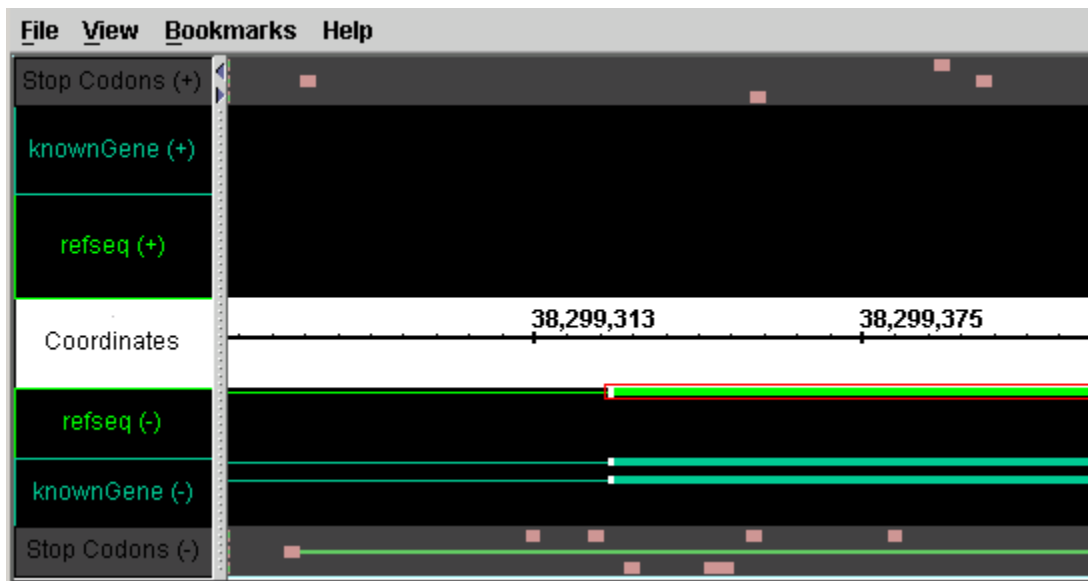 File View Bookmarks Help
Stop Codons (+)
knownGene (+)
refseq (+)
Coordinates
38,299,313 38,299,375
refseq (-)
knownGene (-)
Stop Codons (-)